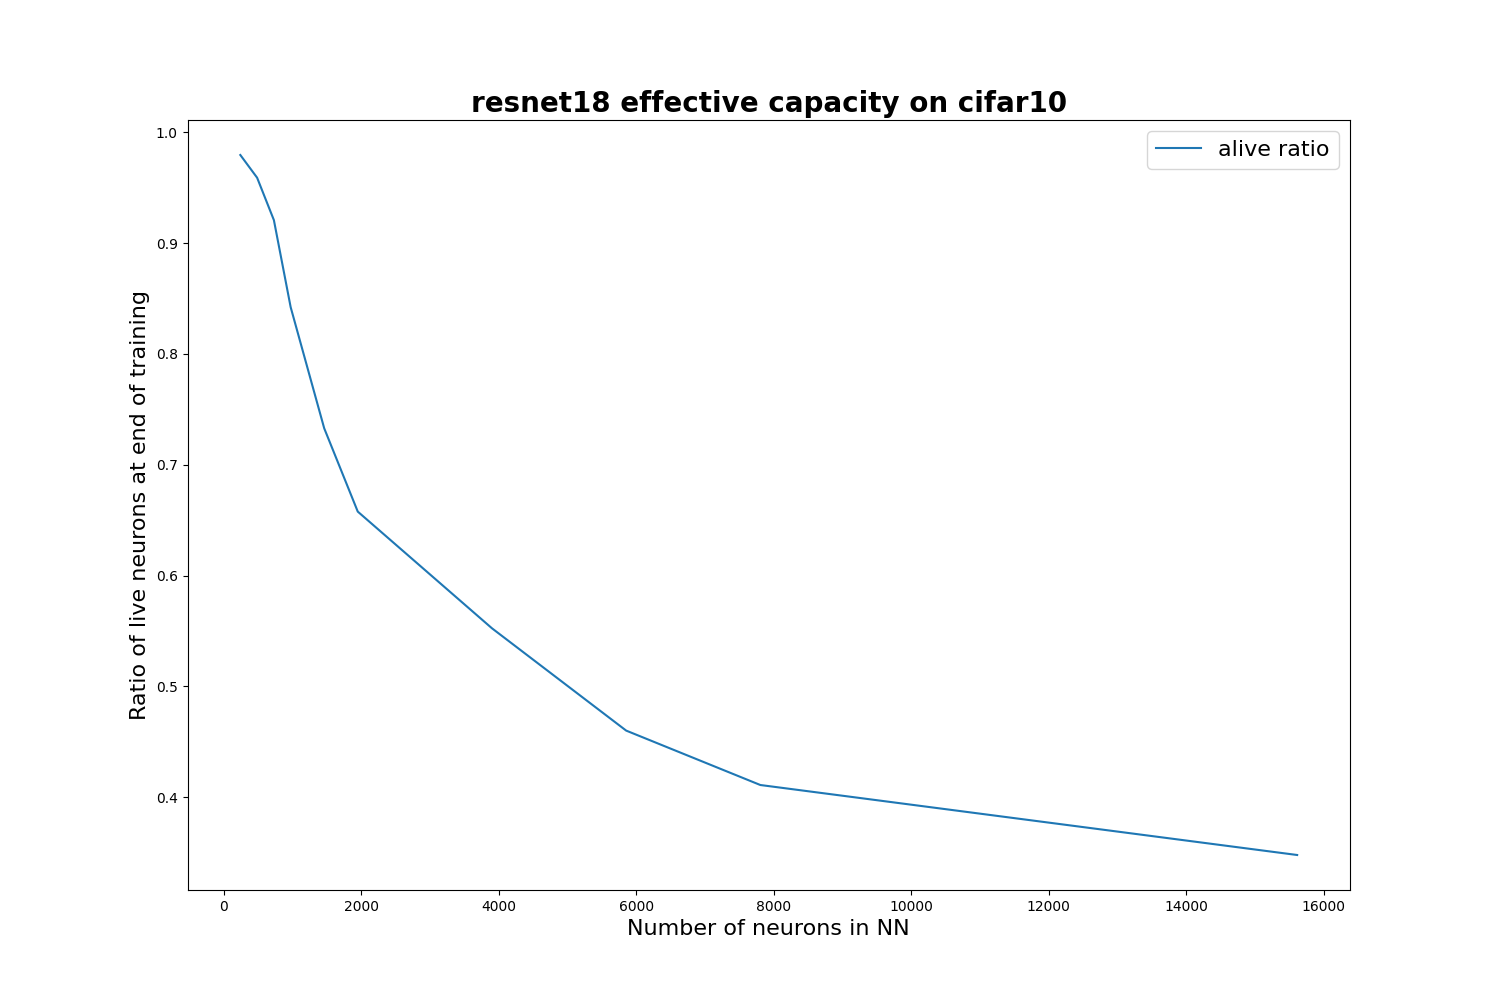 resnet18 effective capacity on cifar10
alive ratio
Ratio of live neurons at end of training
1.0
0.9
0.8
0.7
0.6
0.5
0.4
0 2000 4000 6000 8000 10000 12000 14000 16000
Number of neurons in NN